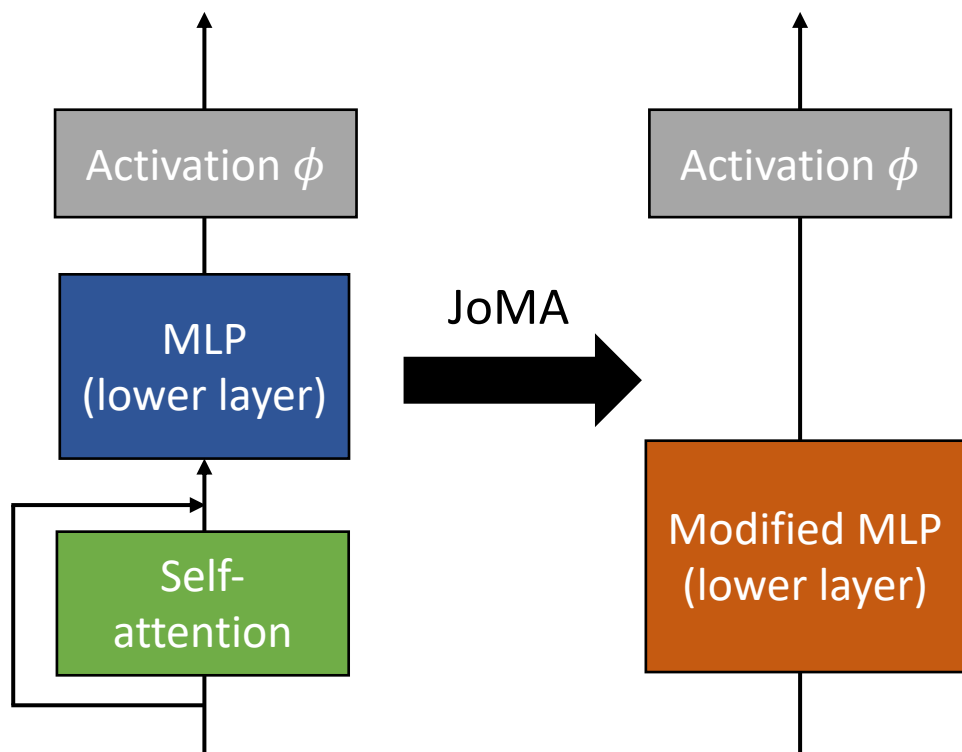 Activation ϕ
MLP
(lower layer)
Self-
attention
JoMA
Activation ϕ
Modified MLP
(lower layer)